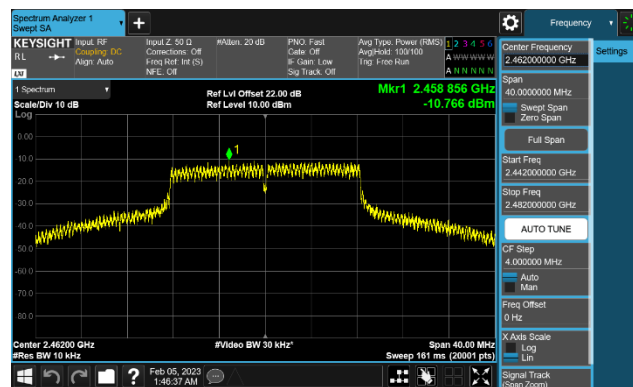 Spectrum Analyzer 1
Swept SA
+
Frequency
KEYSIGHT
RL
LXI
Input: RF
Coupling: DC
Align: Auto
Input Z: 50 Ω
Corrections: Off
Freq Ref: Int (S)
NFE: Off
#Atten: 20 dB
PNO: Fast
Gate: Off
IF Gain: Low
Sig Track: Off
Avg Type: Power (RMS)
Avg|Hold: 100/100
Trig: Free Run
1 2 3 4 5 6
A W W W W W
A N N N N N
1 Spectrum
Scale/Div 10 dB
Log
Ref Lvl Offset 22.00 dB
Ref Level 10.00 dBm
Mkr1 2.458 856 GHz
-10.766 dBm
1
0.00
-10.0
-20.0
-30.0
-40.0
-50.0
-60.0
-70.0
-80.0
Center 2.46200 GHz
#Res BW 10 kHz
#Video BW 30 kHz*
Span 40.00 MHz
Sweep 161 ms (20001 pts)
Feb 05, 2023
1:46:37 AM
?
Center Frequency
2.462000000 GHz
Settings
Span
40.0000000 MHz
Swept Span
Zero Span
Full Span
Start Freq
2.442000000 GHz
Stop Freq
2.482000000 GHz
AUTO TUNE
CF Step
4.000000 MHz
Auto
Man
Freq Offset
0 Hz
X Axis Scale
Log
Lin
Signal Track
(Span Zoom)